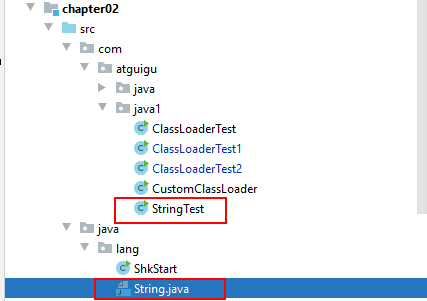 chapter02
src
com
atguigu
java
java1
ClassLoaderTest
ClassLoaderTest1
ClassLoaderTest2
CustomClassLoader
StringTest
java
lang
ShkStart
String.java